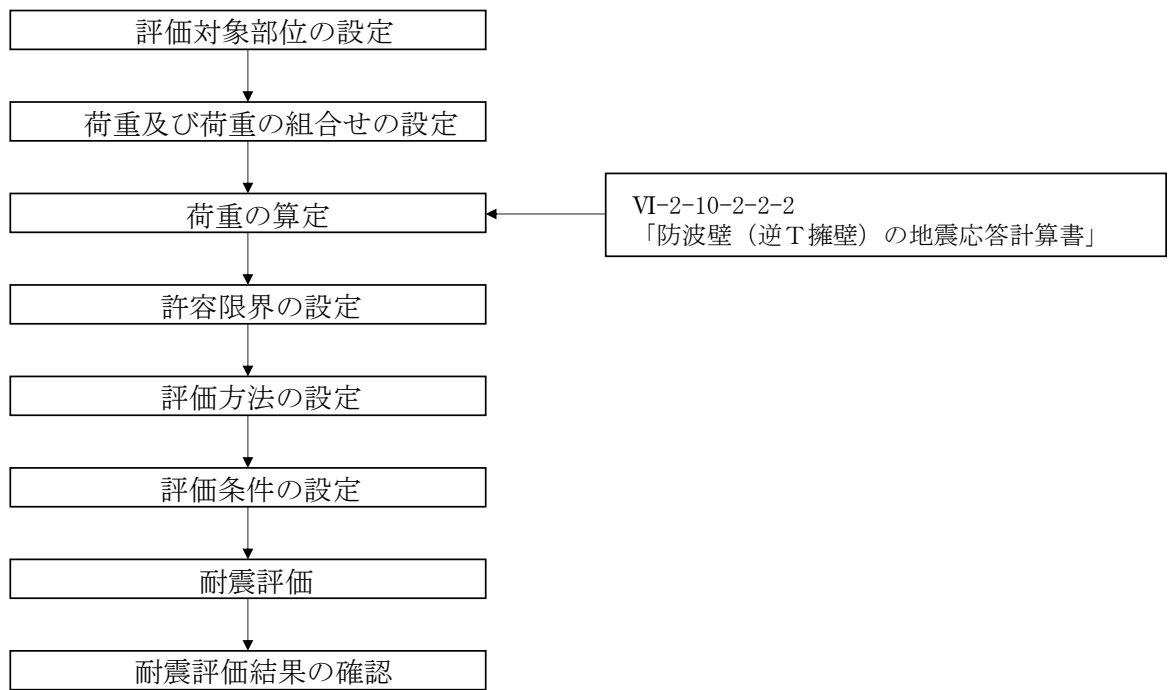 評価対象部位の設定
荷重及び荷重の組合せの設定
荷重の算定
Ⅵ-2-10-2-2-2
「防波壁（逆Ｔ擁壁）の地震応答計算書」
許容限界の設定
評価方法の設定
評価条件の設定
耐震評価
耐震評価結果の確認